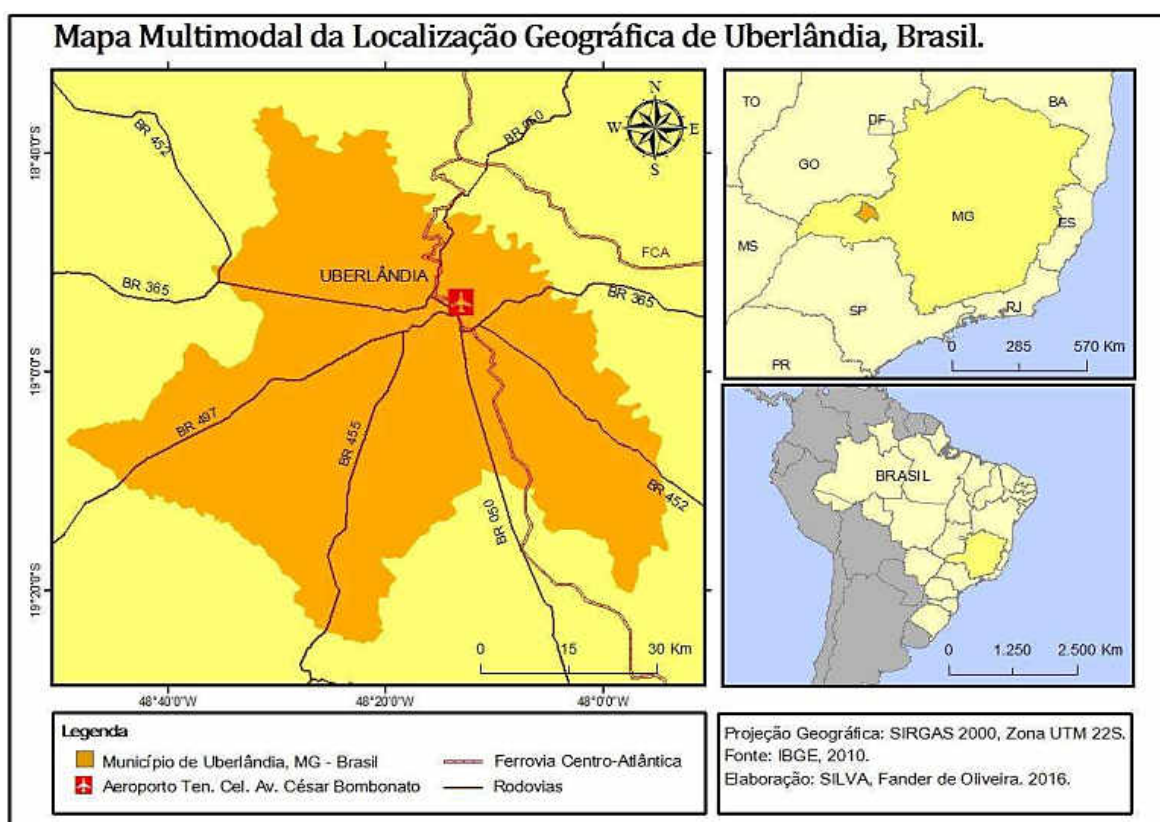 Mapa Multimodal da Localização Geográfica de Uberlândia, Brasil.
N
W E
S
18°40'0"S
19°0'0"S
19°20'0"S
BR 452
BR 050
FCA
UBERLÂNDIA
BR 365
BR 365
BR 497
BR 455
BR 050
BR 452
0 15 30 Km
48°40'0"W 48°20'0"W 48°0'0"W
TO
BA
DF
GO
MG
ES
MS
SP
RJ
PR
0 285 570 Km
BRASIL
0 1.250 2.500 Km
Legenda
Município de Uberlândia, MG - Brasil
Aeroporto Ten. Cel. Av. César Bombonato
Ferrovia Centro-Atlântica
Rodovias
Projeção Geográfica: SIRGAS 2000, Zona UTM 22S.
Fonte: IBGE, 2010.
Elaboração: SILVA, Fander de Oliveira. 2016.